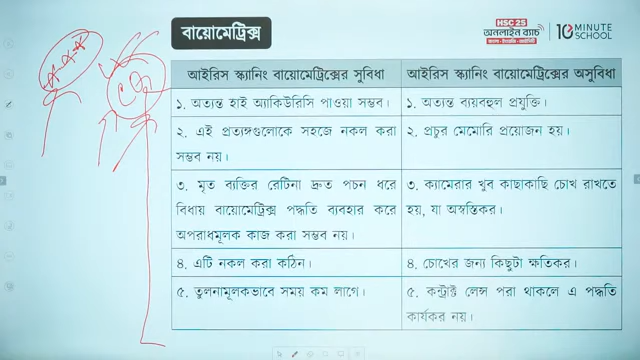 বায়োমেট্রিক্স
HSC 25
অনলাইন ব্যাচ
বাংলা · ইংরেজি · আইসিটি
10 MINUTE
SCHOOL
আইরিস স্ক্যানিং বায়োমেট্রিক্সের সুবিধা
আইরিস স্ক্যানিং বায়োমেট্রিক্সের অসুবিধা
১. অত্যন্ত হাই অ্যাকিউরিসি পাওয়া সম্ভব।
১. অত্যন্ত ব্যয়বহুল প্রযুক্তি।
২. এই প্রত্যঙ্গগুলোকে সহজে নকল করা
সম্ভব নয়।
২. প্রচুর মেমোরি প্রয়োজন হয়।
৩. মৃত ব্যক্তির রেটিনা দ্রুত পচন ধরে
বিধায় বায়োমেট্রিক্স পদ্ধতি ব্যবহার করে
অপরাধমূলক কাজ করা সম্ভব নয়।
৩. ক্যামেরার খুব কাছাকাছি চোখ রাখতে
হয়, যা অস্বস্তিকর।
৪. এটি নকল করা কঠিন।
৪. চোখের জন্য কিছুটা ক্ষতিকর।
৫. তুলনামূলকভাবে সময় কম লাগে।
৫. কন্ট্রাক্ট লেন্স পরা থাকলে এ পদ্ধতি
কার্যকর নয়।